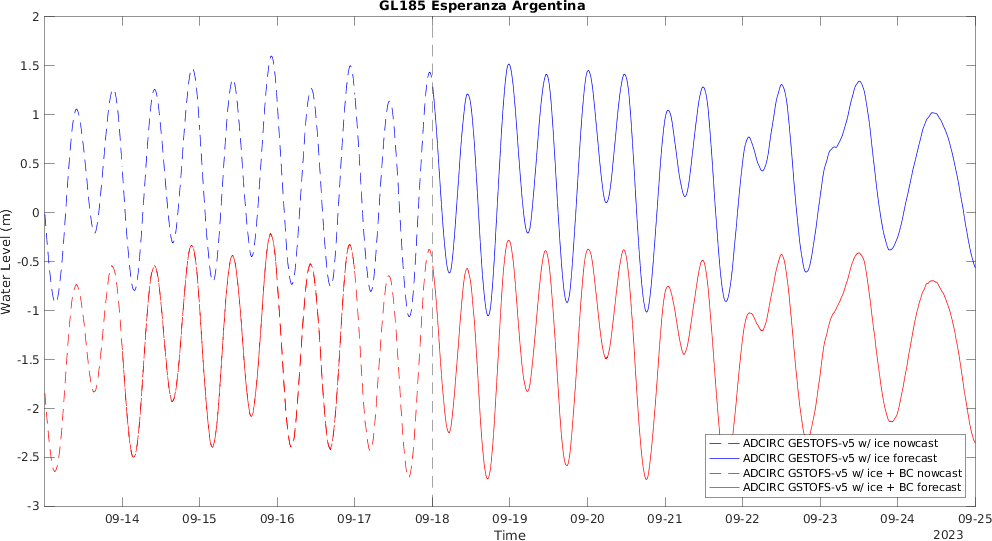 GL185 Esperanza Argentina
2
1.5
1
0.5
0
-0.5
-1
-1.5
-2
-2.5
-3
Water Level (m)
ADCIRC GESTOFS-v5 w/ ice nowcast
ADCIRC GESTOFS-v5 w/ ice forecast
ADCIRC GSTOFS-v5 w/ ice + BC nowcast
ADCIRC GSTOFS-v5 w/ ice + BC forecast
09-14 09-15 09-16 09-17 09-18 09-19 09-20 09-21 09-22 09-23 09-24 09-25
Time
2023